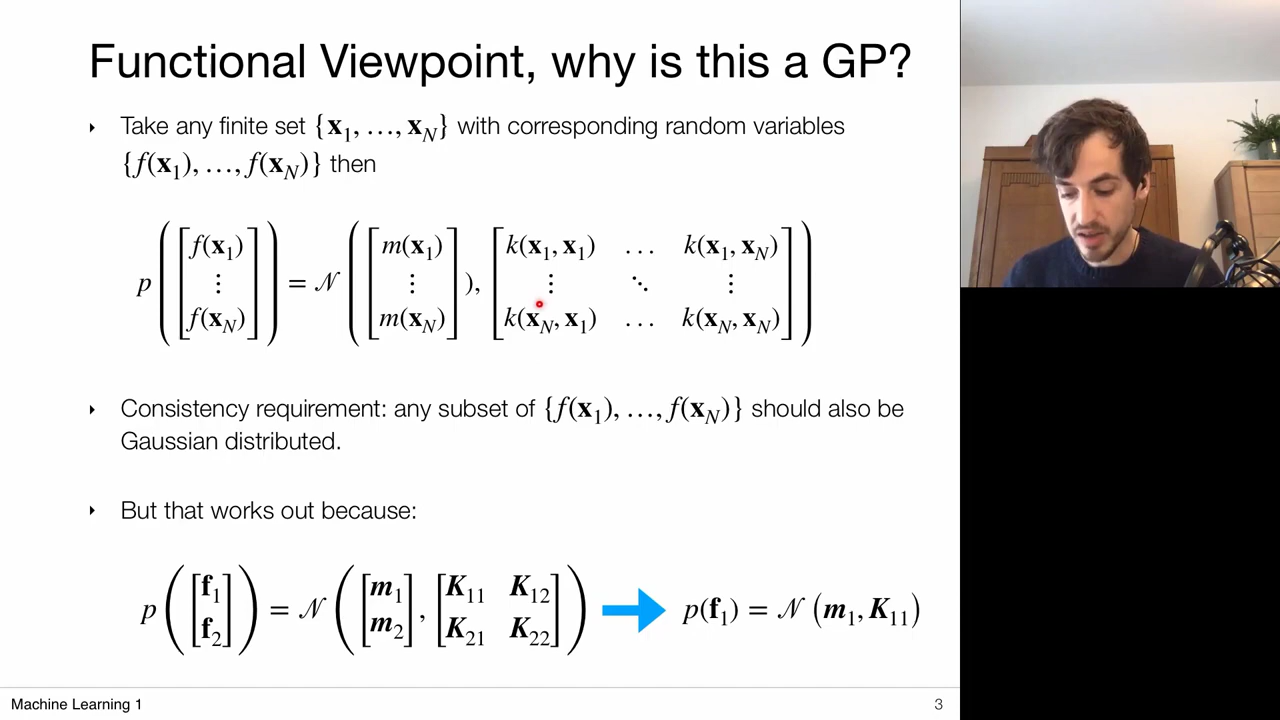 Functional Viewpoint, why is this a GP?
‣ Take any finite set {x₁, …, x_N} with corresponding random variables
{f(x₁), …, f(x_N)} then
p([f(x₁) ⋮ f(x_N)]) = 𝒩([m(x₁) ⋮ m(x_N)]), [k(x₁, x₁) … k(x₁, x_N) ⋮ ⋱ ⋮ k(x_N, x₁) … k(x_N, x_N)])
‣ Consistency requirement: any subset of {f(x₁), …, f(x_N)} should also be
Gaussian distributed.
‣ But that works out because:
p([f₁ f₂]) = 𝒩([m₁ m₂], [K₁₁ K₁₂ K₂₁ K₂₂]) p(f₁) = 𝒩(m₁, K₁₁)
Machine Learning 1
3